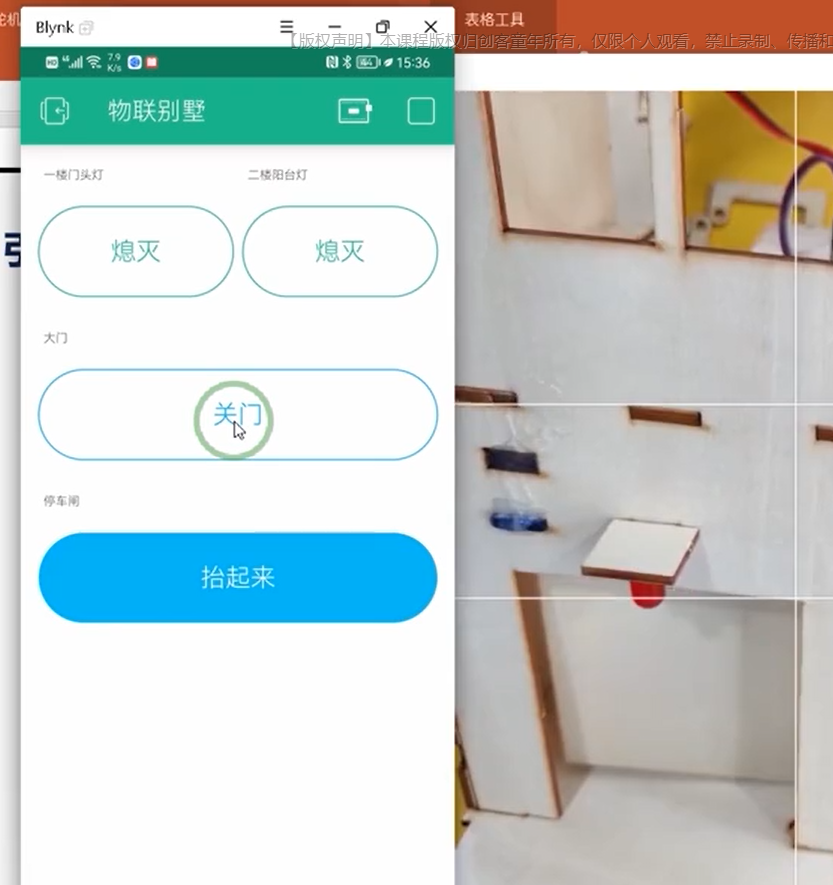 Blynk
表格工具
【版权声明】本课程版权归创客童年所有，仅限个人观看，禁止录制、传播和
7.9
K/s
15:36
物联别墅
一楼门头灯
二楼阳台灯
熄灭
熄灭
大门
关门
停车闸
抬起来